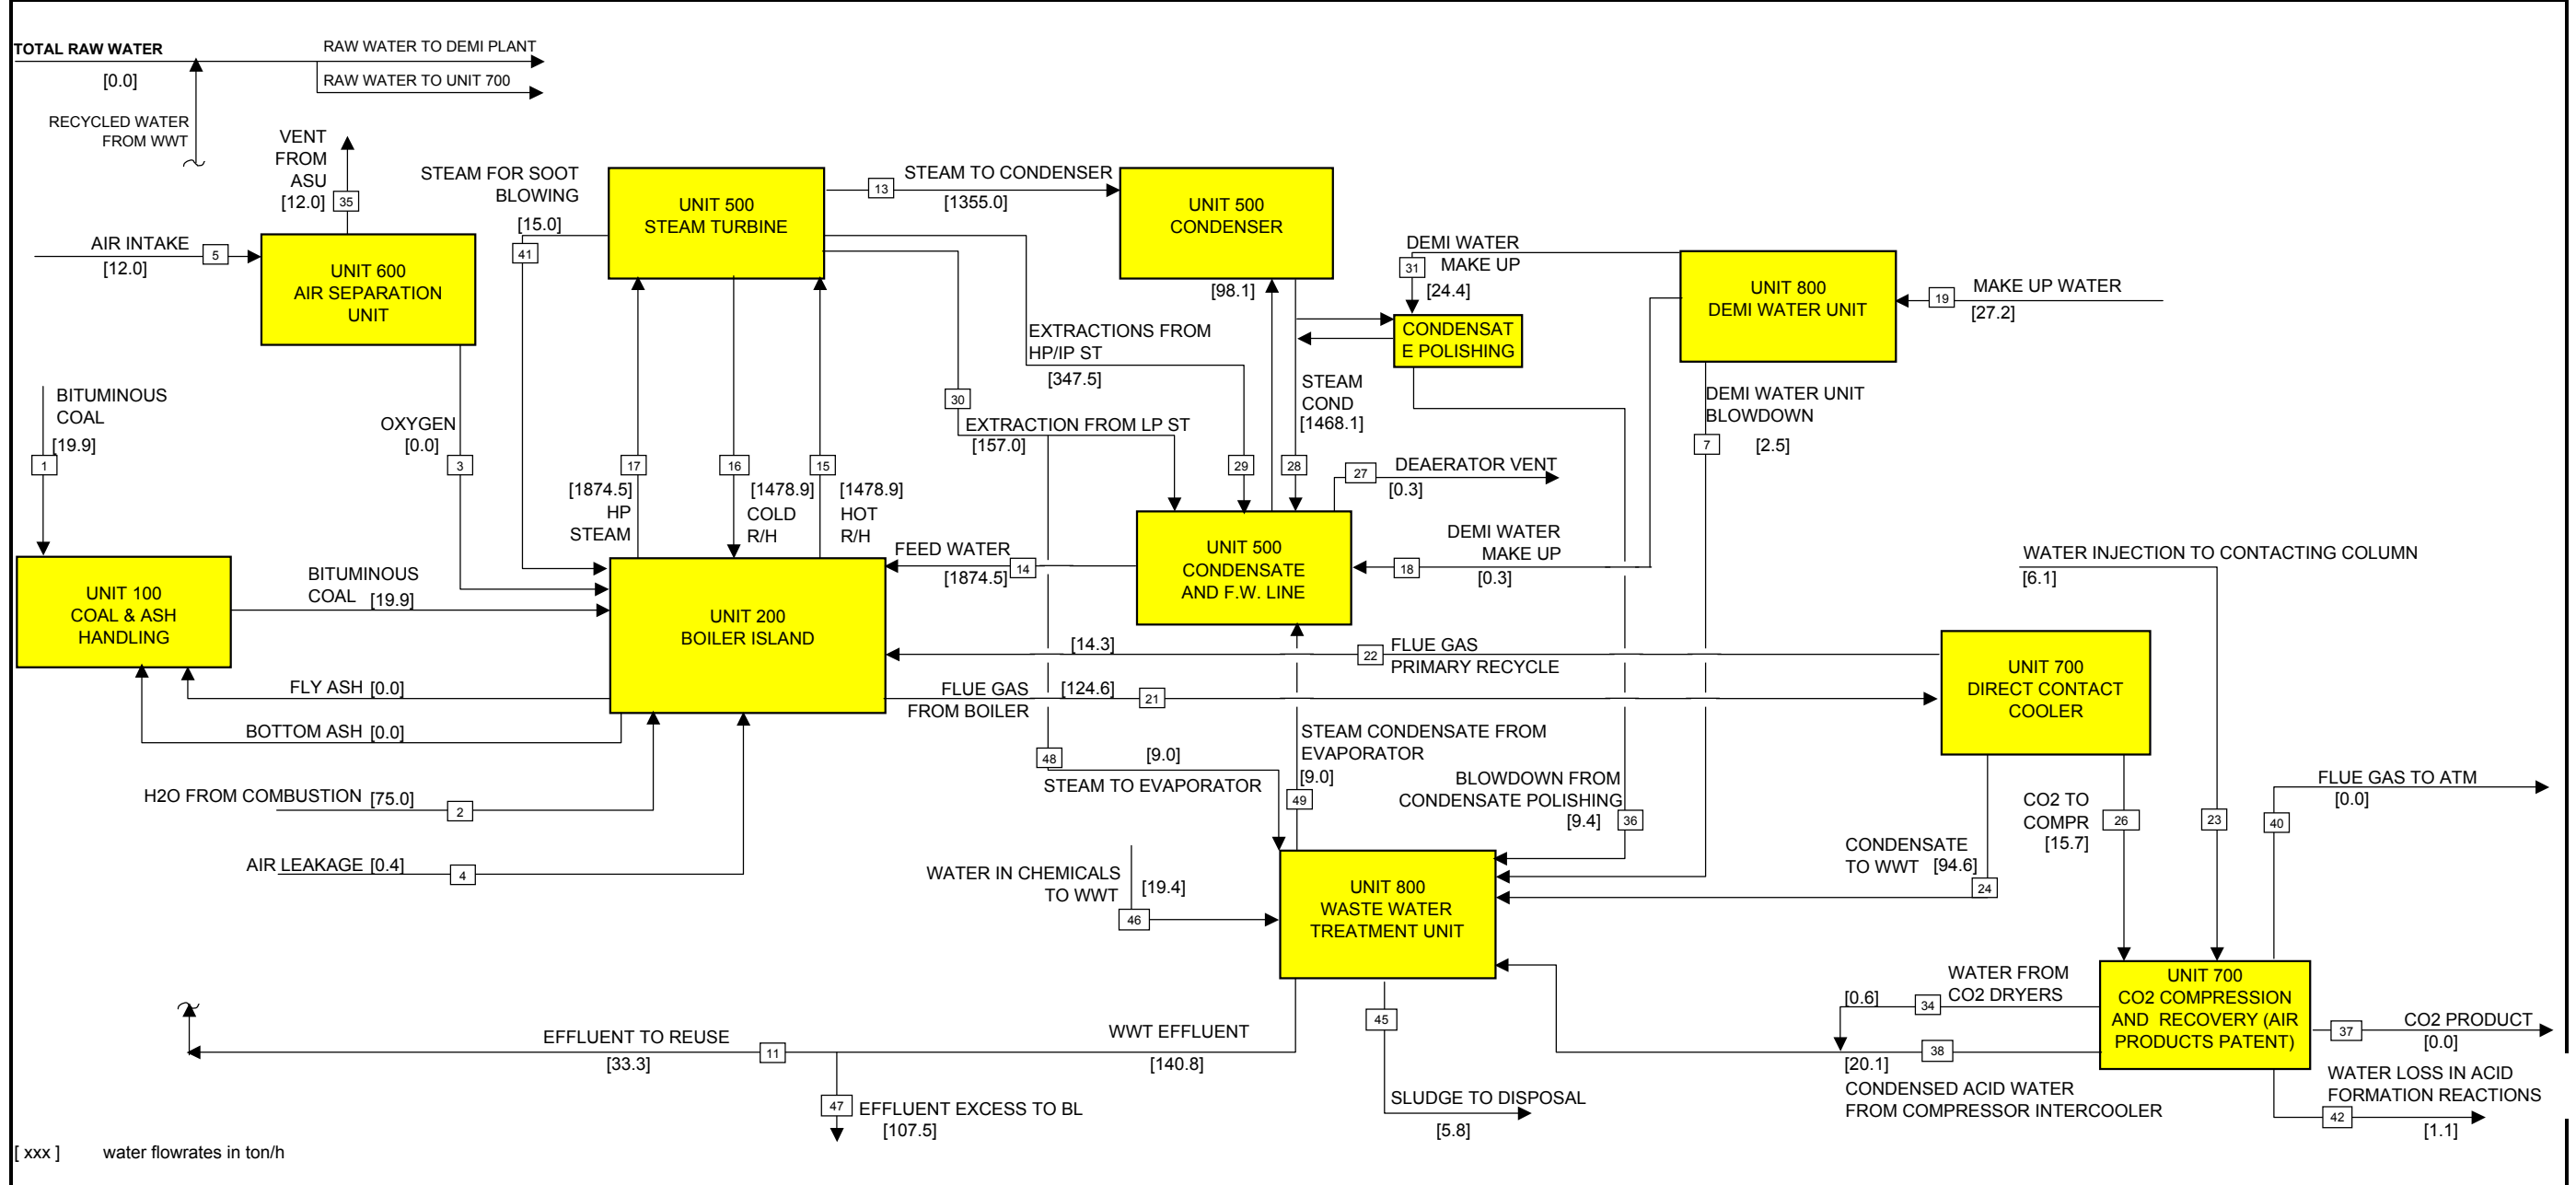 TOTAL RAW WATER
[0.0]
RAW WATER TO DEMI PLANT
RAW WATER TO UNIT 700
RECYCLED WATER
FROM WWT
VENT
FROM
ASU
[12.0]
35
AIR INTAKE
5
[12.0]
UNIT 600
AIR SEPARATION
UNIT
STEAM FOR SOOT
BLOWING
[15.0]
41
UNIT 500
STEAM TURBINE
13
STEAM TO CONDENSER
[1355.0]
UNIT 500
CONDENSER
[98.1]
DEMI WATER
MAKE UP
31
[24.4]
CONDENSAT
E POLISHING
UNIT 800
DEMI WATER UNIT
19
MAKE UP WATER
[27.2]
EXTRACTIONS FROM
HP/IP ST
[347.5]
30
EXTRACTION FROM LP ST
[157.0]
STEAM
COND
[1468.1]
29
28
27
DEAERATOR VENT
[0.3]
DEMI WATER UNIT
BLOWDOWN
7
[2.5]
BITUMINOUS
COAL
[19.9]
1
OXYGEN
[0.0]
3
17
[1874.5]
HP
STEAM
16
[1478.9]
COLD
R/H
15
[1478.9]
HOT
R/H
UNIT 100
COAL & ASH
HANDLING
BITUMINOUS
COAL
[19.9]
UNIT 200
BOILER ISLAND
FEED WATER
[1874.5]
14
UNIT 500
CONDENSATE
AND F.W. LINE
DEMI WATER
MAKE UP
18
[0.3]
WATER INJECTION TO CONTACTING COLUMN
[6.1]
[14.3]
22
FLUE GAS
PRIMARY RECYCLE
FLUE GAS
FROM BOILER
[124.6]
21
UNIT 700
DIRECT CONTACT
COOLER
FLY ASH [0.0]
BOTTOM ASH [0.0]
H2O FROM COMBUSTION [75.0]
2
AIR LEAKAGE [0.4]
4
48
[9.0]
STEAM TO EVAPORATOR
STEAM CONDENSATE FROM
EVAPORATOR
[9.0]
49
BLOWDOWN FROM
CONDENSATE POLISHING
[9.4]
36
CONDENSATE
TO WWT
[94.6]
24
CO2 TO
COMPR
[15.7]
26
23
40
FLUE GAS TO ATM
[0.0]
WATER IN CHEMICALS
TO WWT
[19.4]
46
UNIT 800
WASTE WATER
TREATMENT UNIT
WATER FROM
CO2 DRYERS
[0.6]
34
UNIT 700
CO2 COMPRESSION
AND RECOVERY (AIR
PRODUCTS PATENT)
37
CO2 PRODUCT
[0.0]
38
[20.1]
CONDENSED ACID WATER
FROM COMPRESSOR INTERCOOLER
WATER LOSS IN ACID
FORMATION REACTIONS
42
[1.1]
EFFLUENT TO REUSE
[33.3]
11
WWT EFFLUENT
[140.8]
45
SLUDGE TO DISPOSAL
[5.8]
47
EFFLUENT EXCESS TO BL
[107.5]
[ xxx ] water flowrates in ton/h